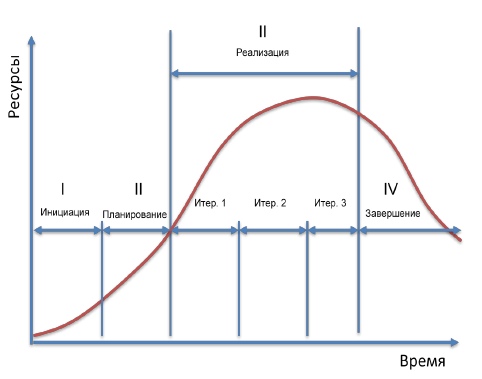 II
Реализация
Ресурсы
I
Инициация
II
Планирование
Итер. 1
Итер. 2
Итер. 3
IV
Завершение
Время